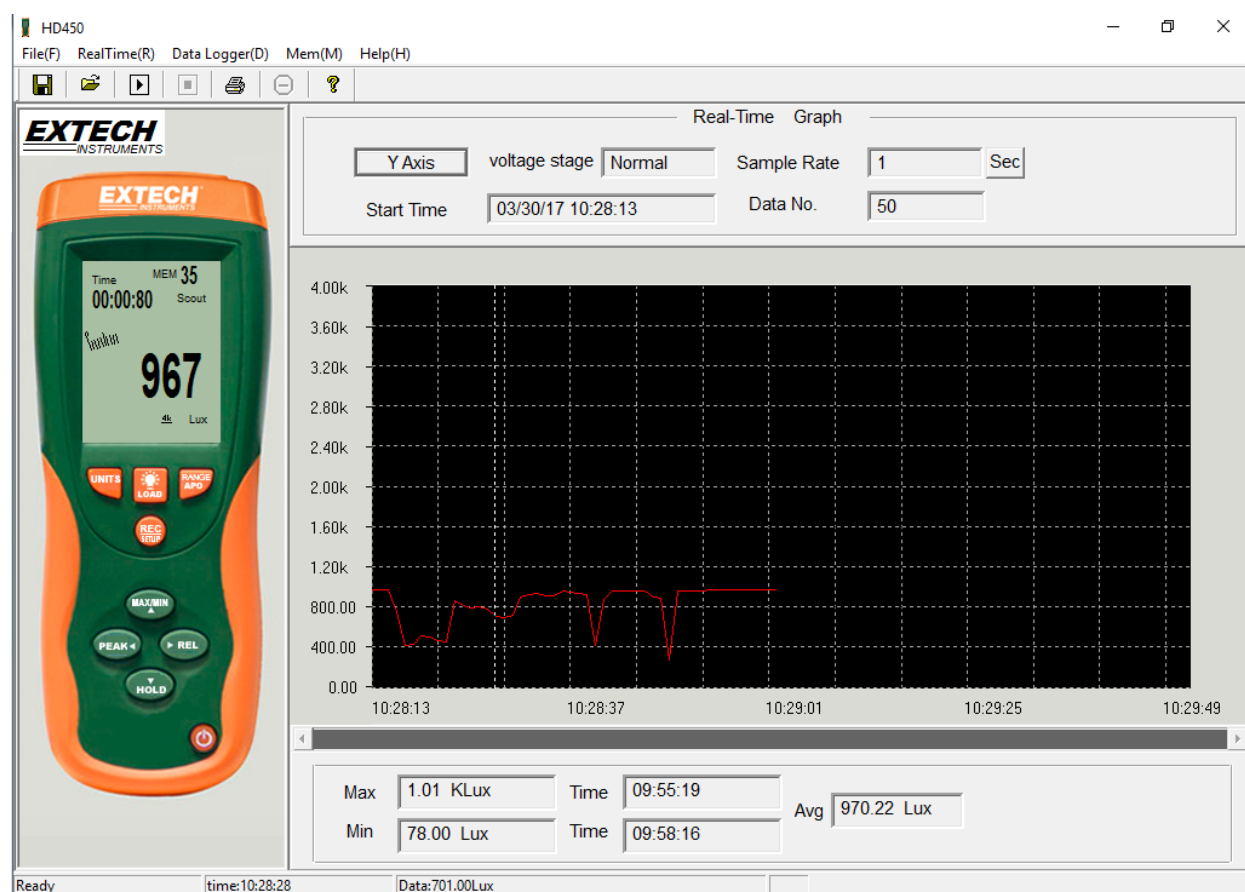 HD450
File(F) RealTime(R) Data Logger(D) Mem(M) Help(H)
EXTECH
INSTRUMENTS
EXTECH
INSTRUMENTS
Time MEM 35
00:00:80 Scout
967
4k Lux
UNITS
LOAD
RANGE
APO
REC
SETUP
MAX/MIN
PEAK
REL
HOLD
Real-Time Graph
Y Axis voltage stage Normal Sample Rate 1 Sec
Start Time 03/30/17 10:28:13 Data No. 50
4.00k
3.60k
3.20k
2.80k
2.40k
2.00k
1.60k
1.20k
800.00
400.00
0.00
10:28:13 10:28:37 10:29:01 10:29:25 10:29:49
Max 1.01 KLux Time 09:55:19
Avg 970.22 Lux
Min 78.00 Lux Time 09:58:16
Ready time:10:28:28 Data:701.00Lux